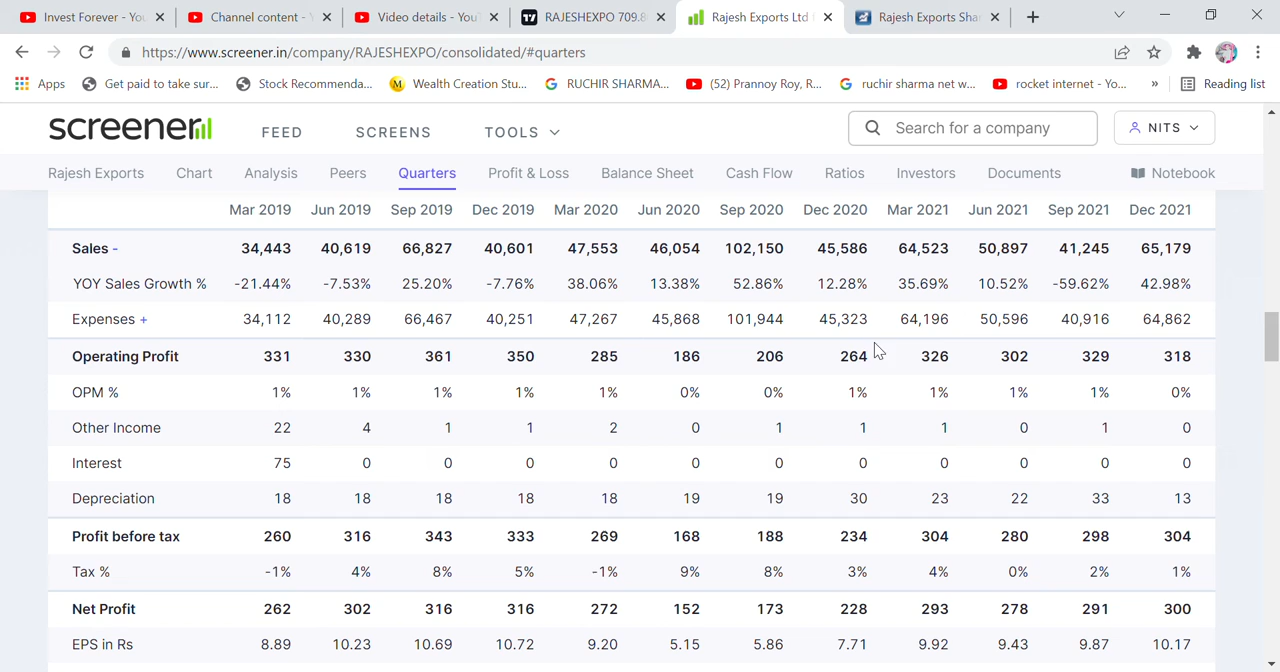 Invest Forever - You
Channel content - 
Video details - YouT
RAJESHEXPO 709.8
Rajesh Exports Ltd
Rajesh Exports Shar
https://www.screener.in/company/RAJESHEXPO/consolidated/#quarters
Apps Get paid to take sur... Stock Recommenda... M Wealth Creation Stu... RUCHIR SHARMA... (52) Prannoy Roy, R... ruchir sharma net w... rocket internet - Yo... » Reading list
screener FEED SCREENS TOOLS Search for a company NITS
Rajesh Exports Chart Analysis Peers Quarters Profit & Loss Balance Sheet Cash Flow Ratios Investors Documents Notebook
Mar 2019 Jun 2019 Sep 2019 Dec 2019 Mar 2020 Jun 2020 Sep 2020 Dec 2020 Mar 2021 Jun 2021 Sep 2021 Dec 2021
Sales - 34,443 40,619 66,827 40,601 47,553 46,054 102,150 45,586 64,523 50,897 41,245 65,179
YOY Sales Growth % -21.44% -7.53% 25.20% -7.76% 38.06% 13.38% 52.86% 12.28% 35.69% 10.52% -59.62% 42.98%
Expenses + 34,112 40,289 66,467 40,251 47,267 45,868 101,944 45,323 64,196 50,596 40,916 64,862
Operating Profit 331 330 361 350 285 186 206 264 326 302 329 318
OPM % 1% 1% 1% 1% 1% 0% 0% 1% 1% 1% 1% 0%
Other Income 22 4 1 1 2 0 1 1 1 0 1 0
Interest 75 0 0 0 0 0 0 0 0 0 0 0
Depreciation 18 18 18 18 18 19 19 30 23 22 33 13
Profit before tax 260 316 343 333 269 168 188 234 304 280 298 304
Tax % -1% 4% 8% 5% -1% 9% 8% 3% 4% 0% 2% 1%
Net Profit 262 302 316 316 272 152 173 228 293 278 291 300
EPS in Rs 8.89 10.23 10.69 10.72 9.20 5.15 5.86 7.71 9.92 9.43 9.87 10.17